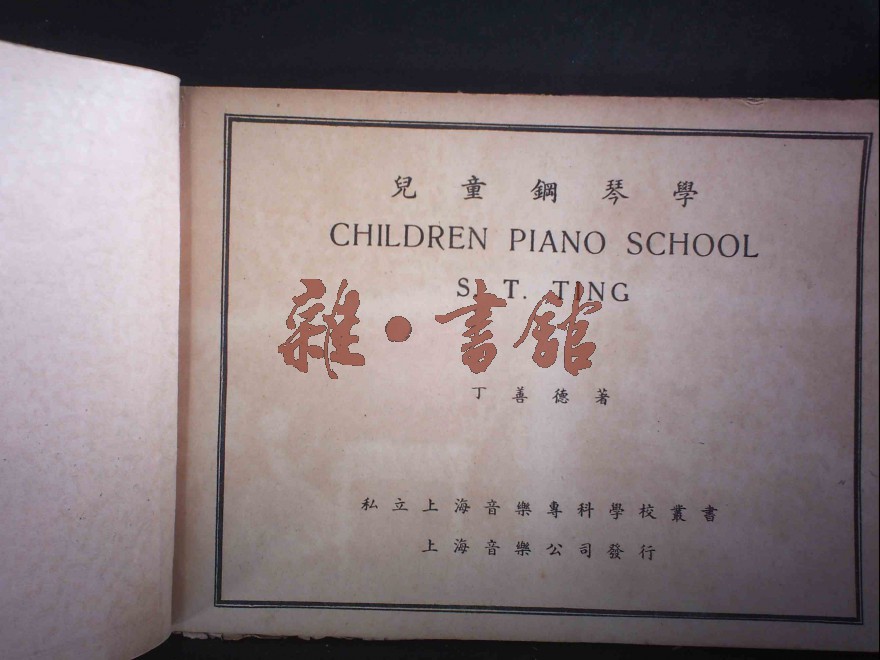 兒童鋼琴學
CHILDREN PIANO SCHOOL
S. T. TING
雜·書館
丁善德著
私立上海音樂專科學校叢書
上海音樂公司發行